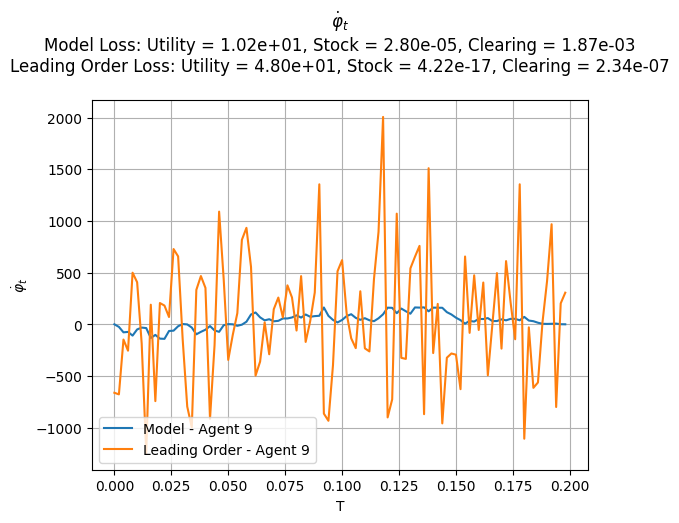 φ̇ₜ
Model Loss: Utility = 1.02e+01, Stock = 2.80e-05, Clearing = 1.87e-03
Leading Order Loss: Utility = 4.80e+01, Stock = 4.22e-17, Clearing = 2.34e-07
2000
1500
1000
500
0
−500
−1000
φ̇ₜ
Model - Agent 9
Leading Order - Agent 9
0.000 0.025 0.050 0.075 0.100 0.125 0.150 0.175 0.200
T